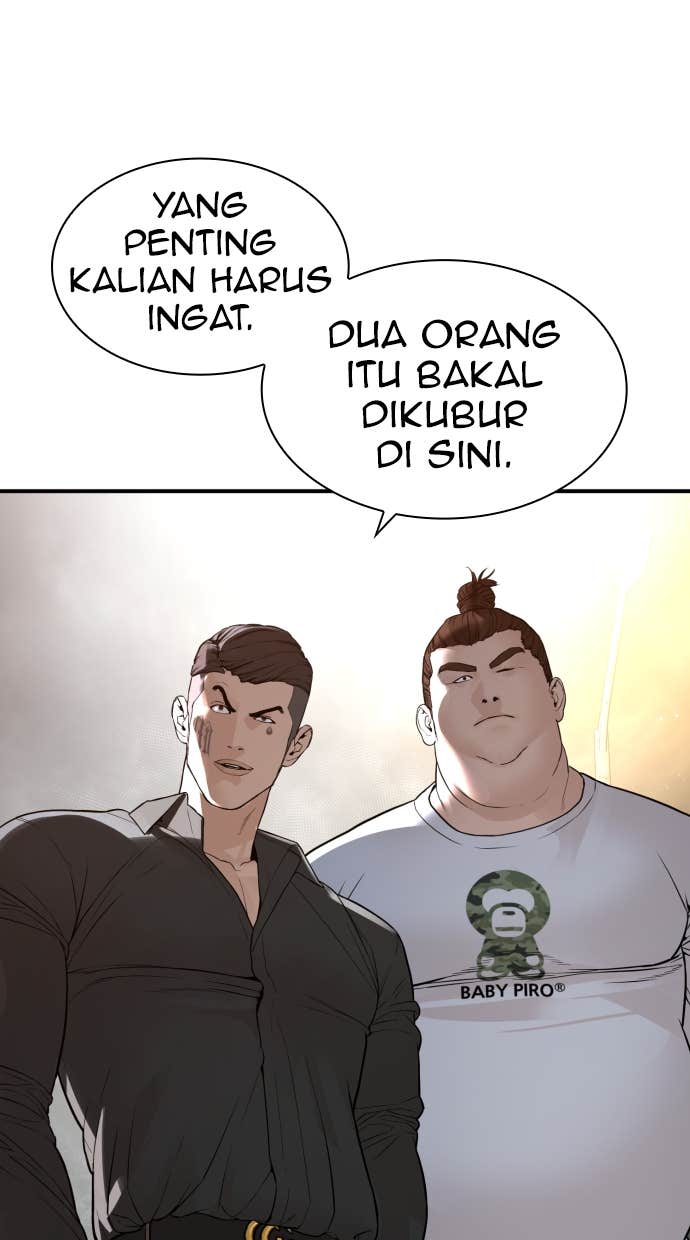 YANG
PENTING
KALIAN HARUS
INGAT.
DUA ORANG
ITU BAKAL
DIKUBUR
DI SINI.
BABY PIRO®